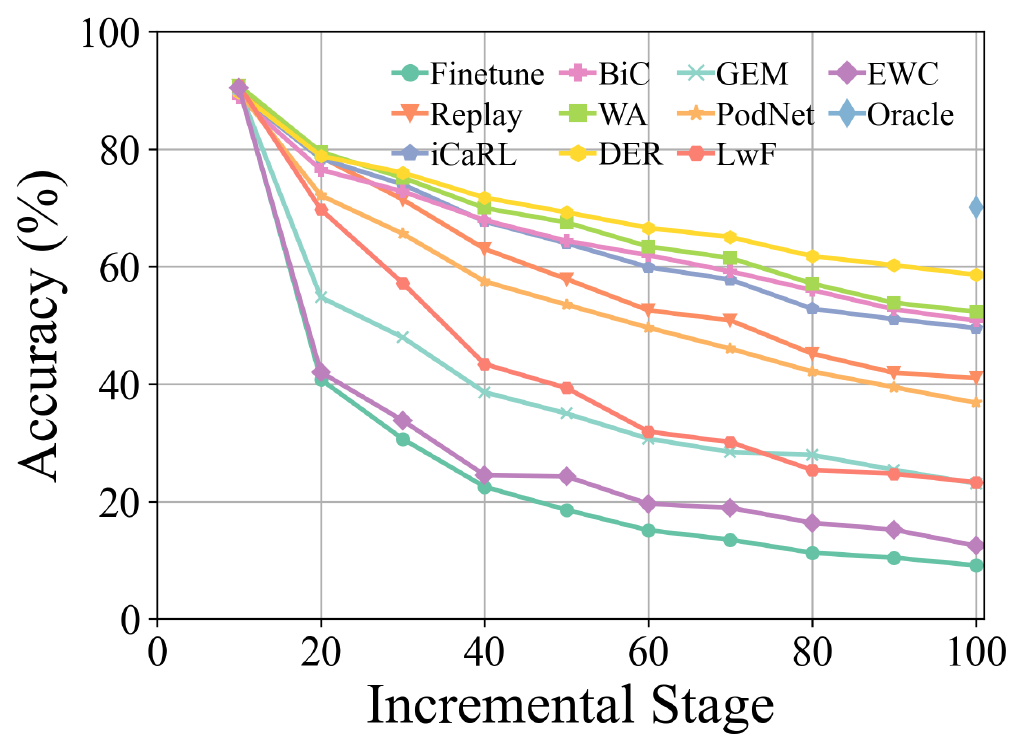 100
80
60
40
20
0
Accuracy (%)
Finetune BiC GEM EWC
Replay WA PodNet Oracle
iCaRL DER LwF
0 20 40 60 80 100
Incremental Stage